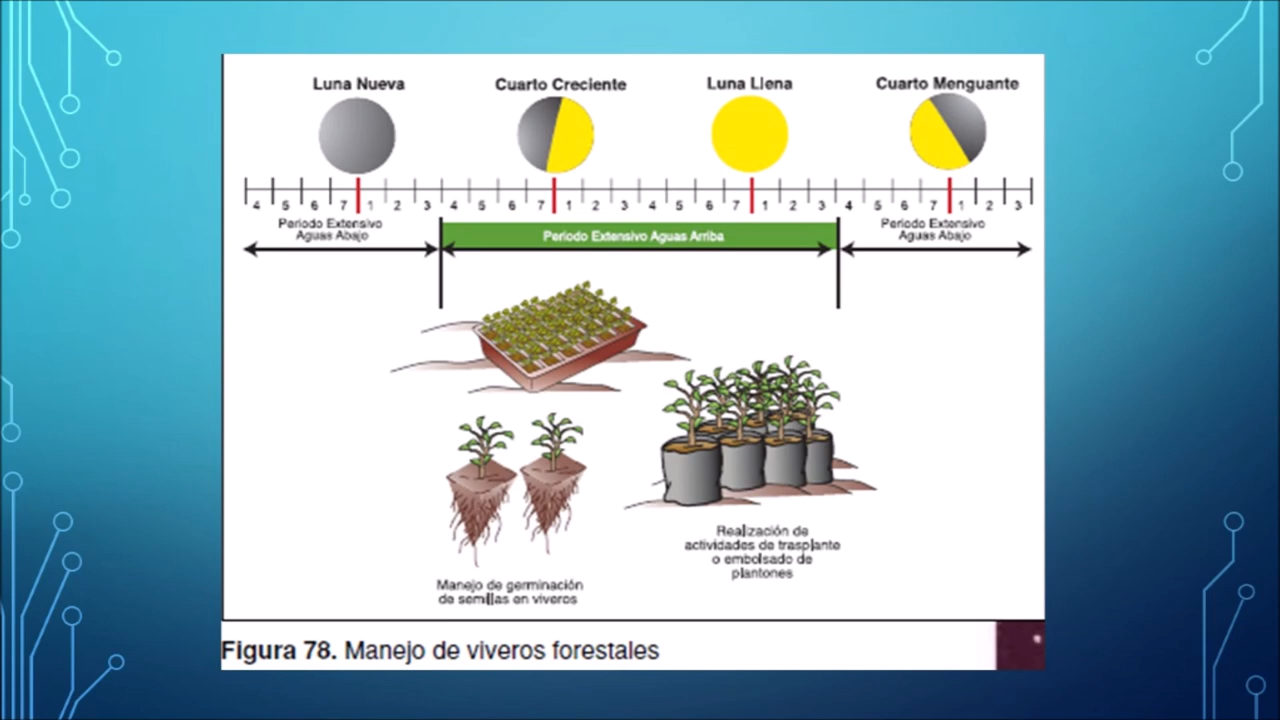 Luna Nueva
Cuarto Creciente
Luna Llena
Cuarto Menguante
4 5 6 7 1 2 3 4 5 6 7 1 2 3 4 5 6 7 1 2 3 4 5 6 7 1 2 3
Periodo Extensivo
Aguas Abajo
Periodo Extensivo Aguas Arriba
Periodo Extensivo
Aguas Abajo
Realización de
actividades de trasplante
o embolsado de
plantones
Manejo de germinación
de semillas en viveros
Figura 78. Manejo de viveros forestales